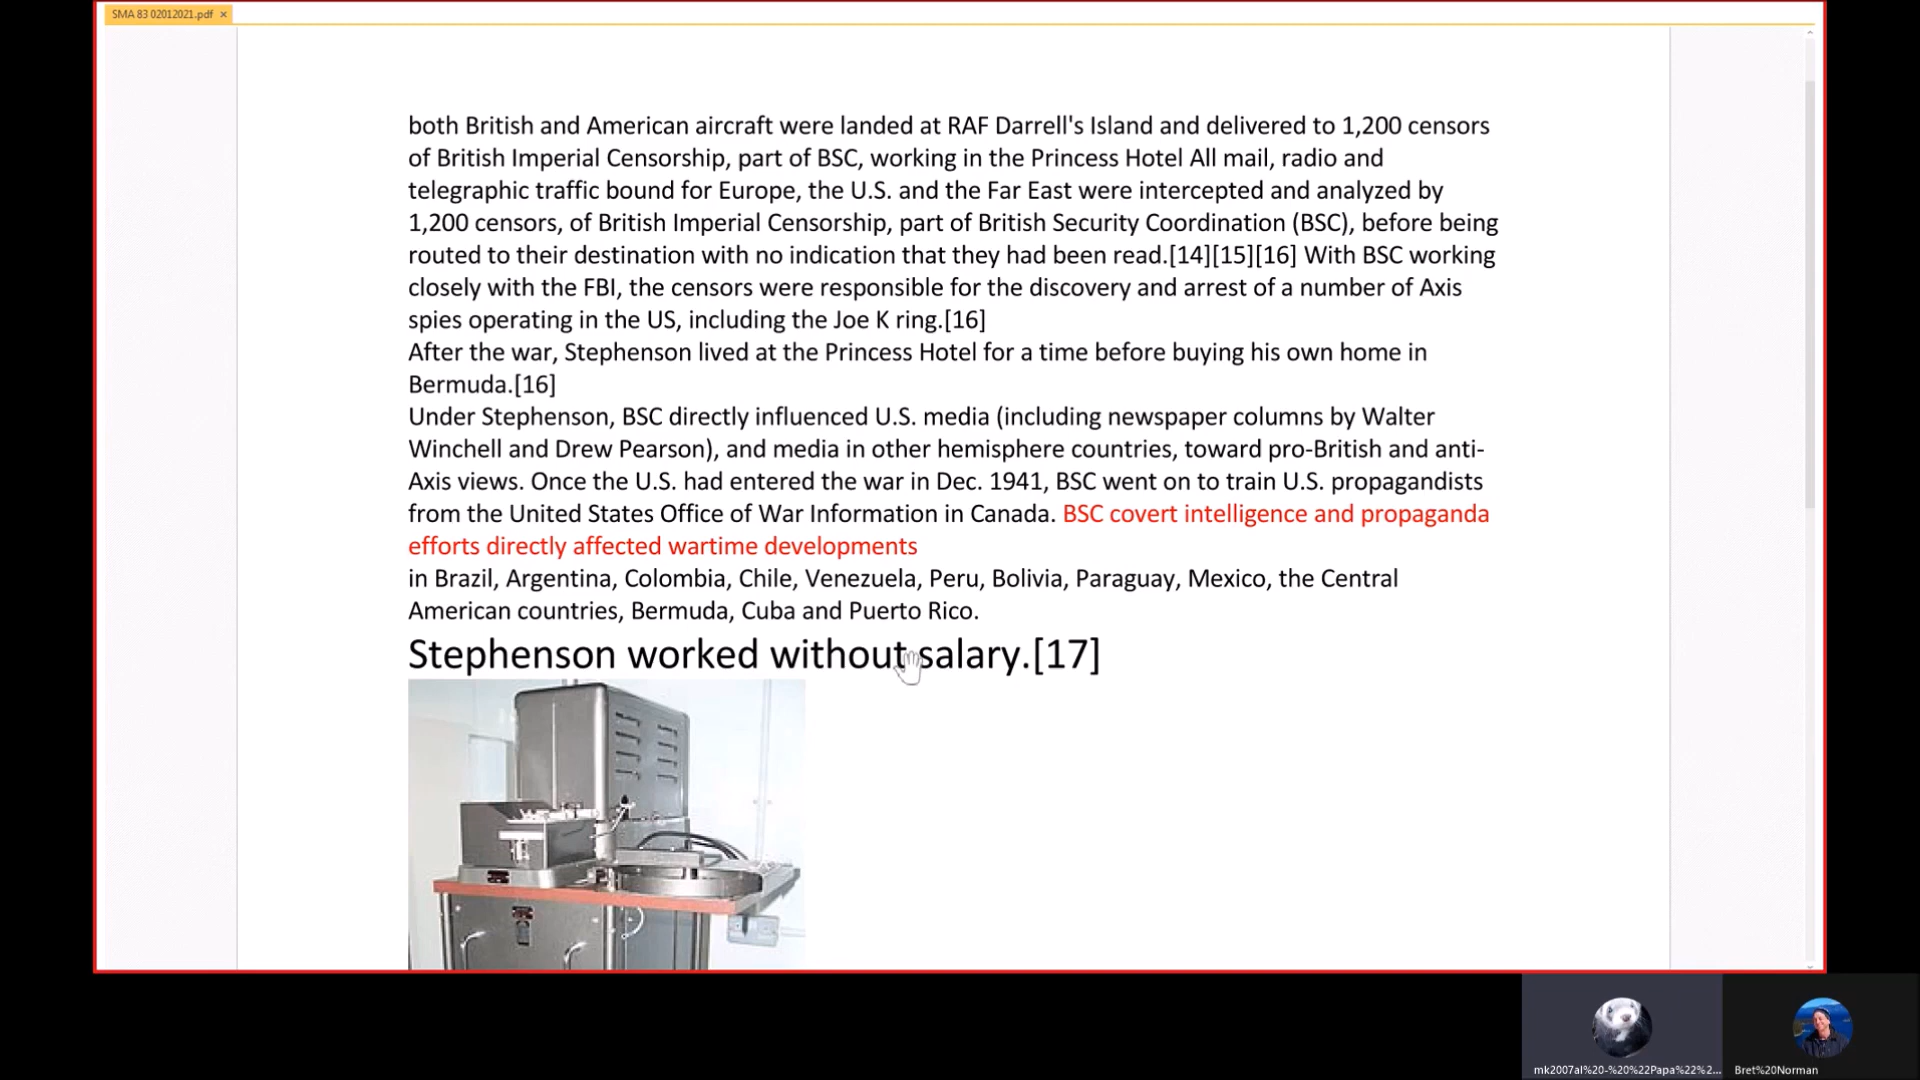 SMA 83 02012021.pdf ×
both British and American aircraft were landed at RAF Darrell's Island and delivered to 1,200 censors
of British Imperial Censorship, part of BSC, working in the Princess Hotel All mail, radio and
telegraphic traffic bound for Europe, the U.S. and the Far East were intercepted and analyzed by
1,200 censors, of British Imperial Censorship, part of British Security Coordination (BSC), before being
routed to their destination with no indication that they had been read.[14][15][16] With BSC working
closely with the FBI, the censors were responsible for the discovery and arrest of a number of Axis
spies operating in the US, including the Joe K ring.[16]
After the war, Stephenson lived at the Princess Hotel for a time before buying his own home in
Bermuda.[16]
Under Stephenson, BSC directly influenced U.S. media (including newspaper columns by Walter
Winchell and Drew Pearson), and media in other hemisphere countries, toward pro-British and anti-
Axis views. Once the U.S. had entered the war in Dec. 1941, BSC went on to train U.S. propagandists
from the United States Office of War Information in Canada. BSC covert intelligence and propaganda
efforts directly affected wartime developments
in Brazil, Argentina, Colombia, Chile, Venezuela, Peru, Bolivia, Paraguay, Mexico, the Central
American countries, Bermuda, Cuba and Puerto Rico.
Stephenson worked without salary.[17]
mk2007al%20-%20%22Papa%22%2...
Bret%20Norman